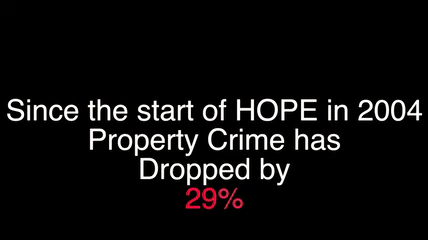 Since the start of HOPE in 2004
Property Crime has
Dropped by
29%